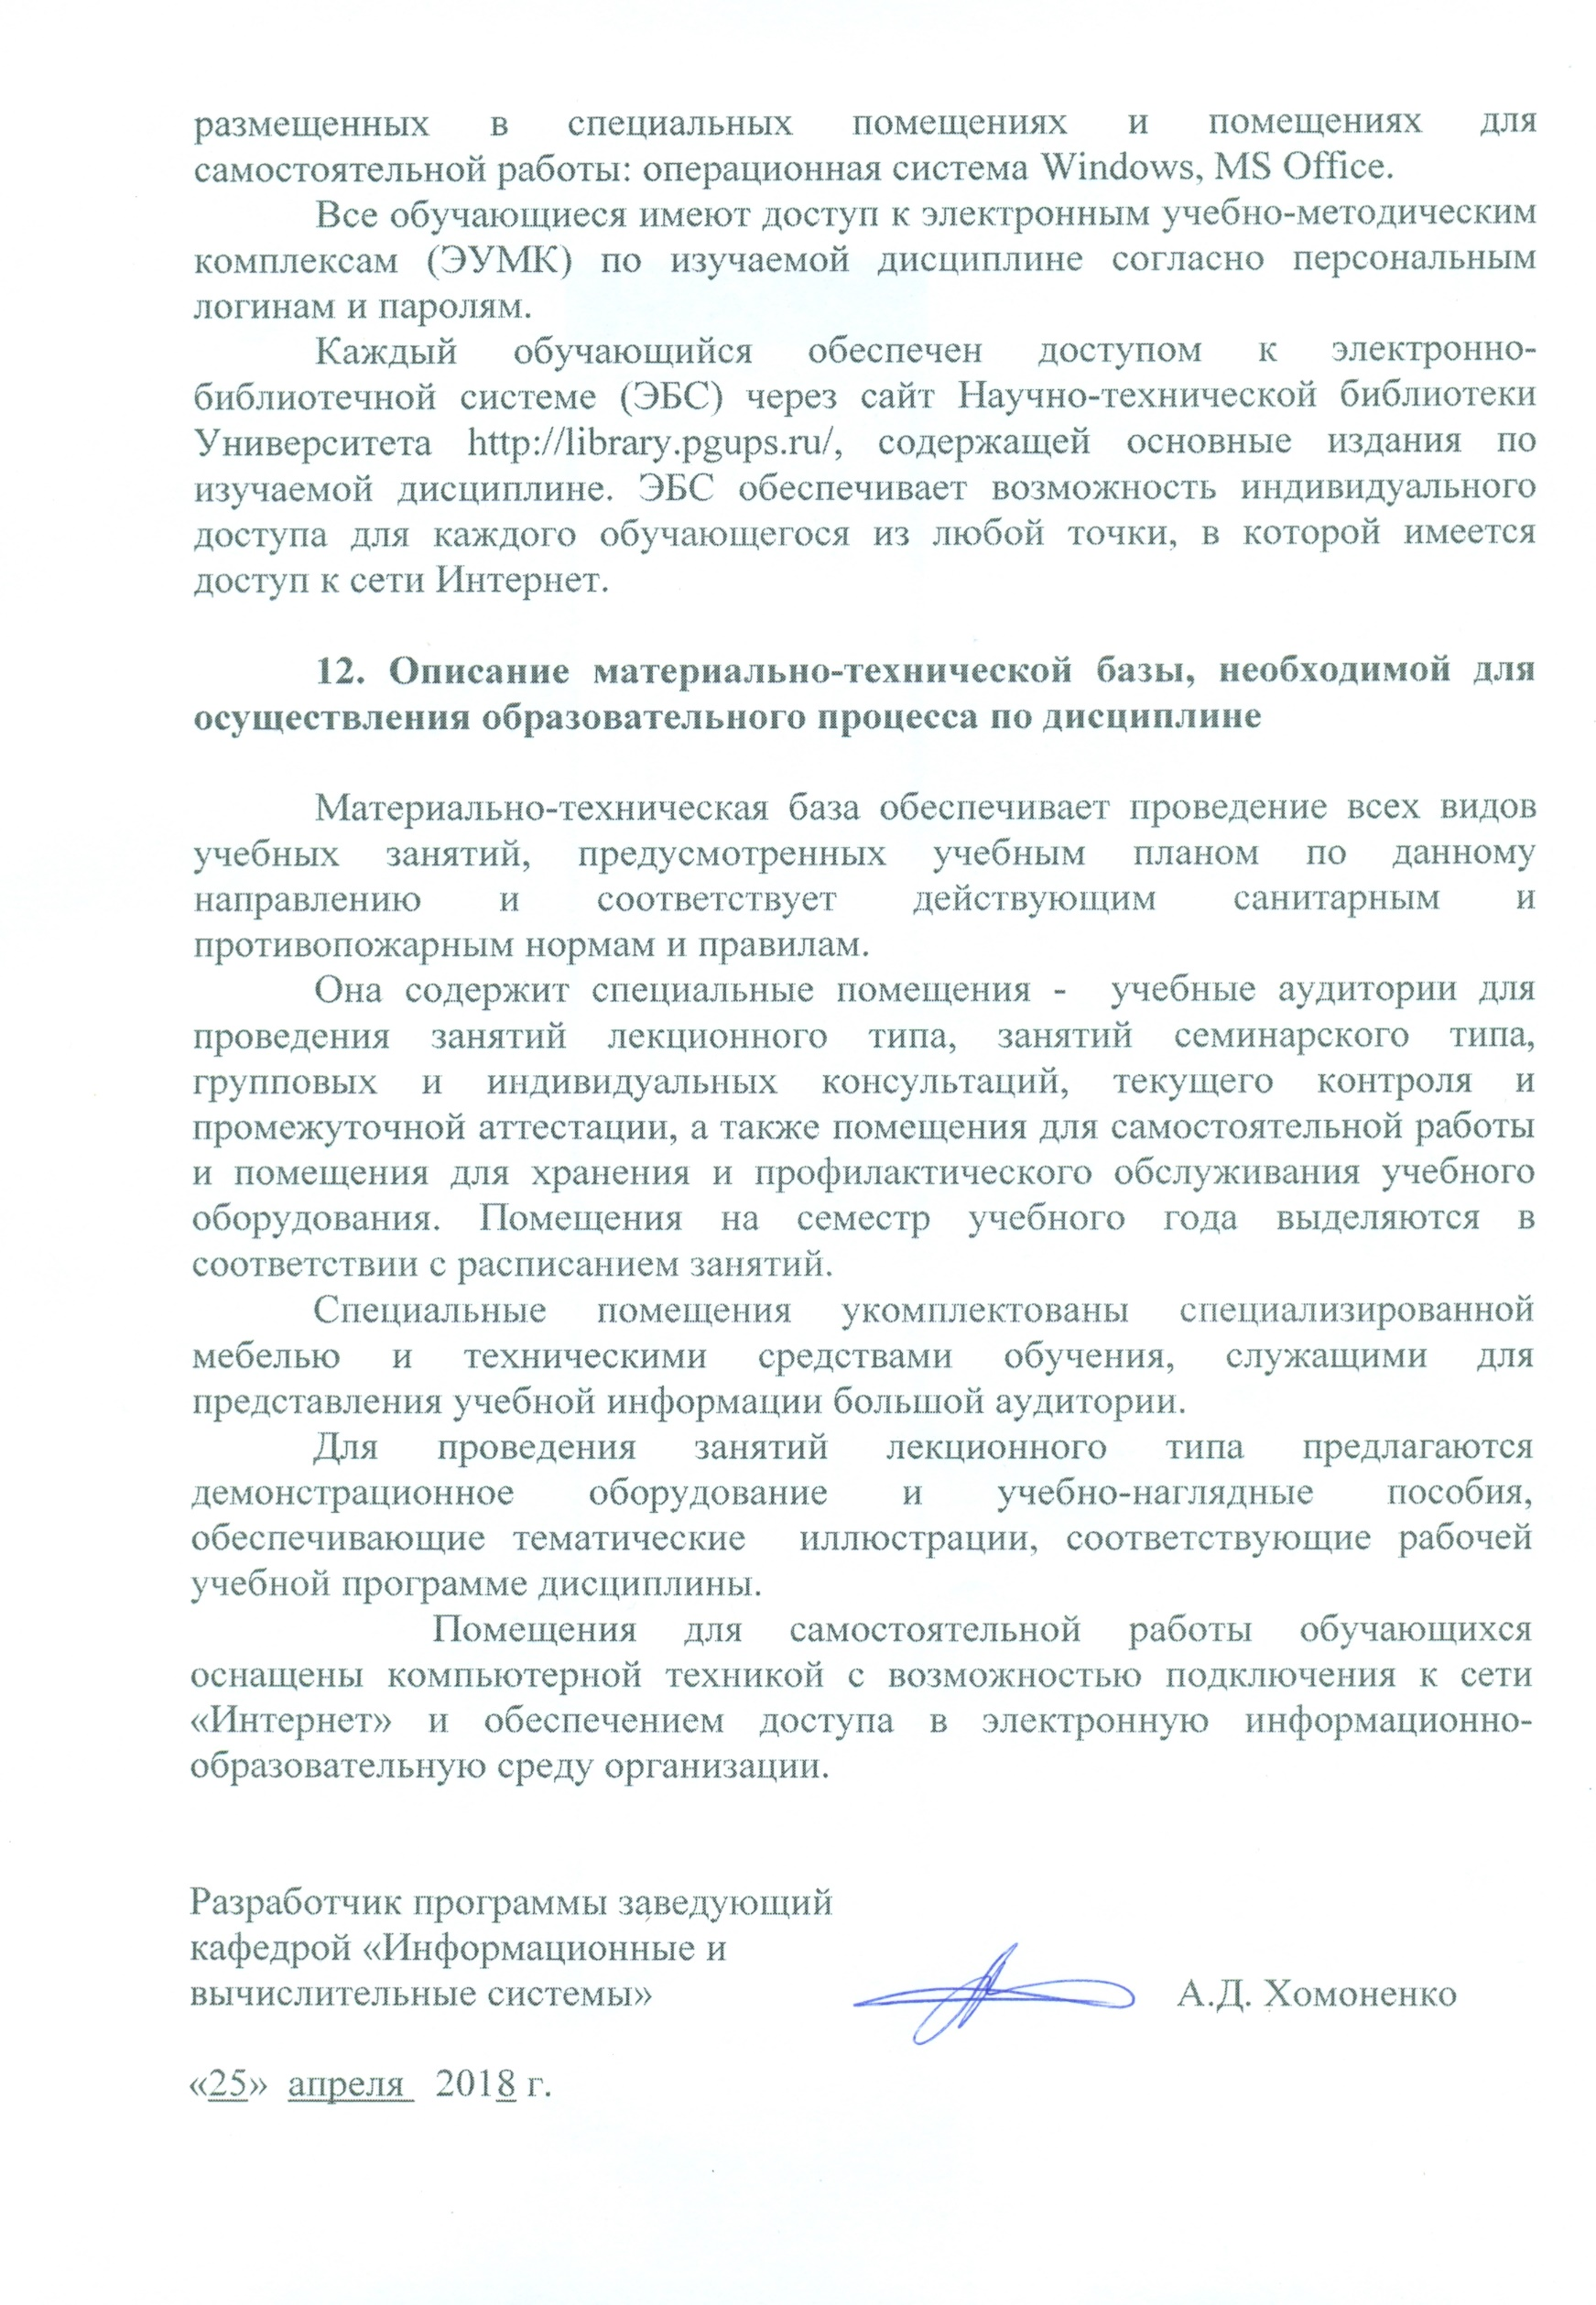 размещенных в специальных помещениях и помещениях для
самостоятельной работы: операционная система Windows, MS Office.
Все обучающиеся имеют доступ к электронным учебно-методическим
комплексам (ЭУМК) по изучаемой дисциплине согласно персональным
логинам и паролям.
Каждый обучающийся обеспечен доступом к электронно-
библиотечной системе (ЭБС) через сайт Научно-технической библиотеки
Университета http://library.pgups.ru/, содержащей основные издания по
изучаемой дисциплине. ЭБС обеспечивает возможность индивидуального
доступа для каждого обучающегося из любой точки, в которой имеется
доступ к сети Интернет.
12. Описание материально-технической базы, необходимой для
осуществления образовательного процесса по дисциплине
Материально-техническая база обеспечивает проведение всех видов
учебных занятий, предусмотренных учебным планом по данному
направлению и соответствует действующим санитарным и
противопожарным нормам и правилам.
Она содержит специальные помещения - учебные аудитории для
проведения занятий лекционного типа, занятий семинарского типа,
групповых и индивидуальных консультаций, текущего контроля и
промежуточной аттестации, а также помещения для самостоятельной работы
и помещения для хранения и профилактического обслуживания учебного
оборудования. Помещения на семестр учебного года выделяются в
соответствии с расписанием занятий.
Специальные помещения укомплектованы специализированной
мебелью и техническими средствами обучения, служащими для
представления учебной информации большой аудитории.
Для проведения занятий лекционного типа предлагаются
демонстрационное оборудование и учебно-наглядные пособия,
обеспечивающие тематические иллюстрации, соответствующие рабочей
учебной программе дисциплины.
Помещения для самостоятельной работы обучающихся
оснащены компьютерной техникой с возможностью подключения к сети
«Интернет» и обеспечением доступа в электронную информационно-
образовательную среду организации.
Разработчик программы заведующий
кафедрой «Информационные и
вычислительные системы» А.Д. Хомоненко
«25» апреля 2018 г.